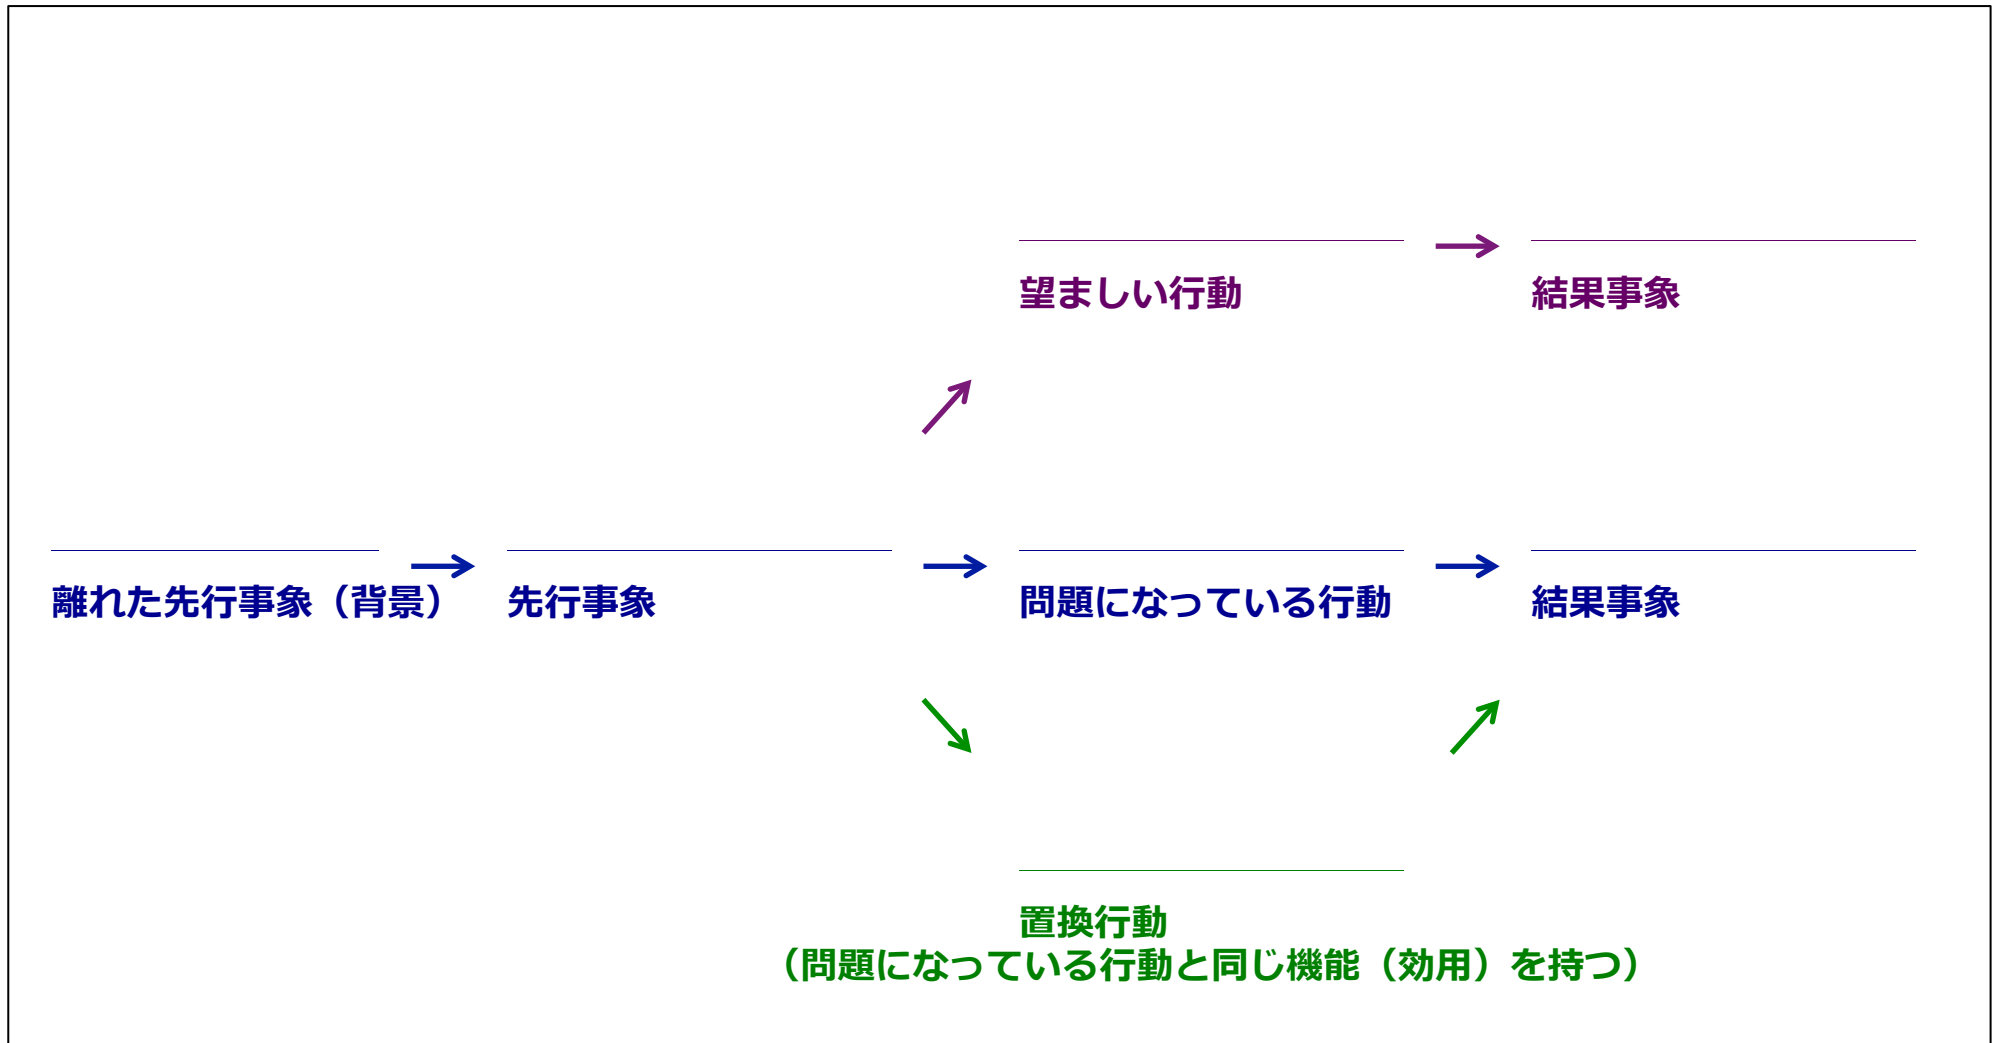 望ましい行動
結果事象
離れた先行事象（背景）
先行事象
問題になっている行動
結果事象
置換行動
（問題になっている行動と同じ機能（効用）を持つ）